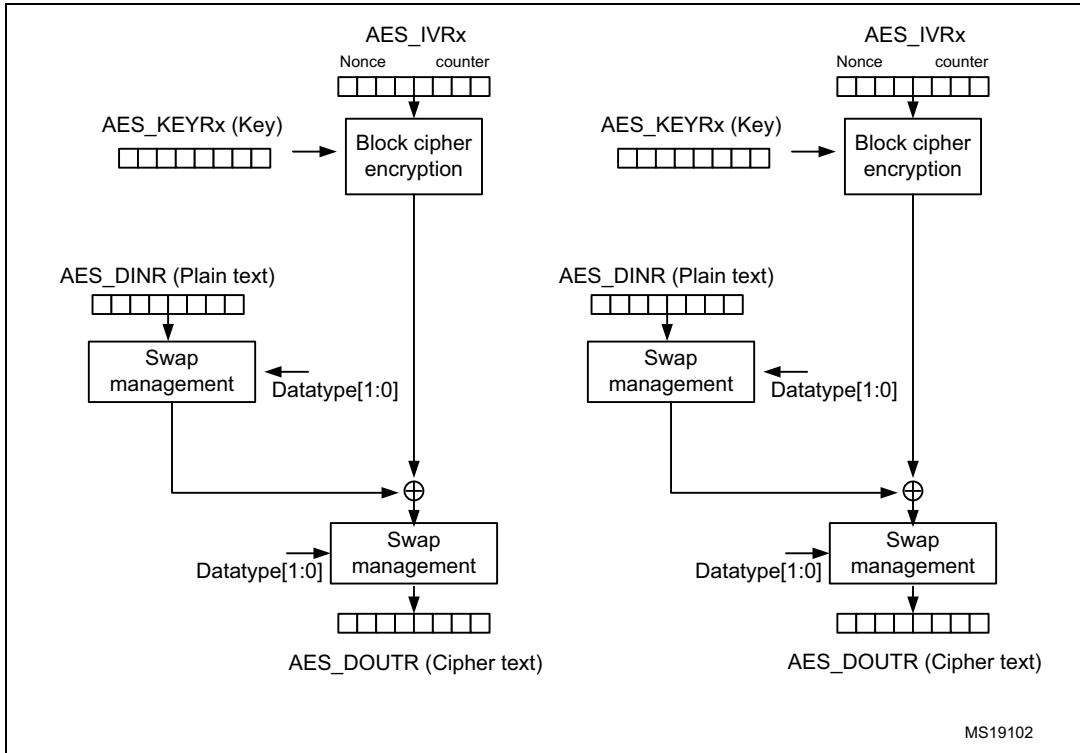 AES_IVRx
Nonce counter
AES_KEYRx (Key)
Block cipher
encryption
AES_DINR (Plain text)
Swap
management
Datatype[1:0]
Swap
management
Datatype[1:0]
AES_DOUTR (Cipher text)
AES_IVRx
Nonce counter
AES_KEYRx (Key)
Block cipher
encryption
AES_DINR (Plain text)
Swap
management
Datatype[1:0]
Swap
management
Datatype[1:0]
AES_DOUTR (Cipher text)
MS19102